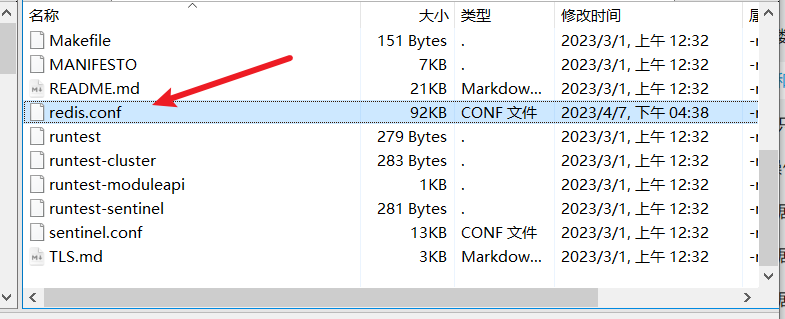 名称 大小 类型 修改时间
Makefile 151 Bytes . 2023/3/1, 上午 12:32
MANIFESTO 7KB . 2023/3/1, 上午 12:32
README.md 21KB Markdow... 2023/3/1, 上午 12:32
redis.conf 92KB CONF 文件 2023/4/7, 下午 04:38
runtest 279 Bytes . 2023/3/1, 上午 12:32
runtest-cluster 283 Bytes . 2023/3/1, 上午 12:32
runtest-moduleapi 1KB . 2023/3/1, 上午 12:32
runtest-sentinel 281 Bytes . 2023/3/1, 上午 12:32
sentinel.conf 13KB CONF 文件 2023/3/1, 上午 12:32
TLS.md 3KB Markdow... 2023/3/1, 上午 12:32